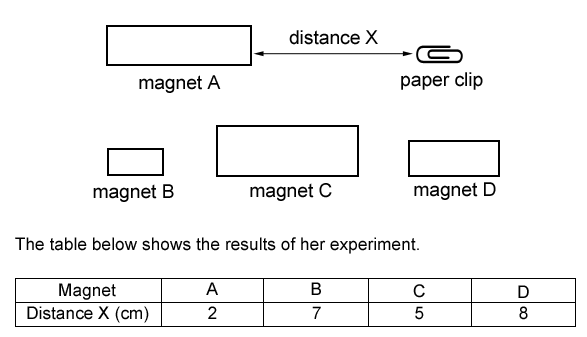 distance X
magnet A
paper clip
magnet B
magnet C
magnet D
The table below shows the results of her experiment.
Magnet A B C D
Distance X (cm) 2 7 5 8